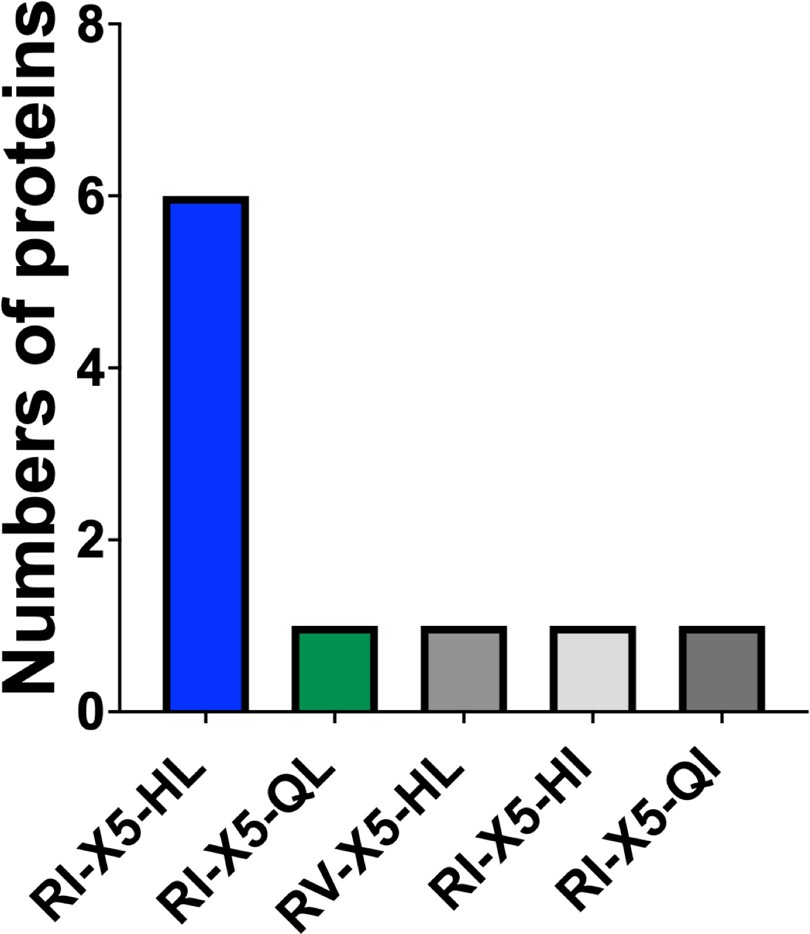 Numbers of proteins
8
6
4
2
0
RI-X5-HL
RI-X5-QL
RV-X5-HL
RI-X5-HI
RI-X5-QI